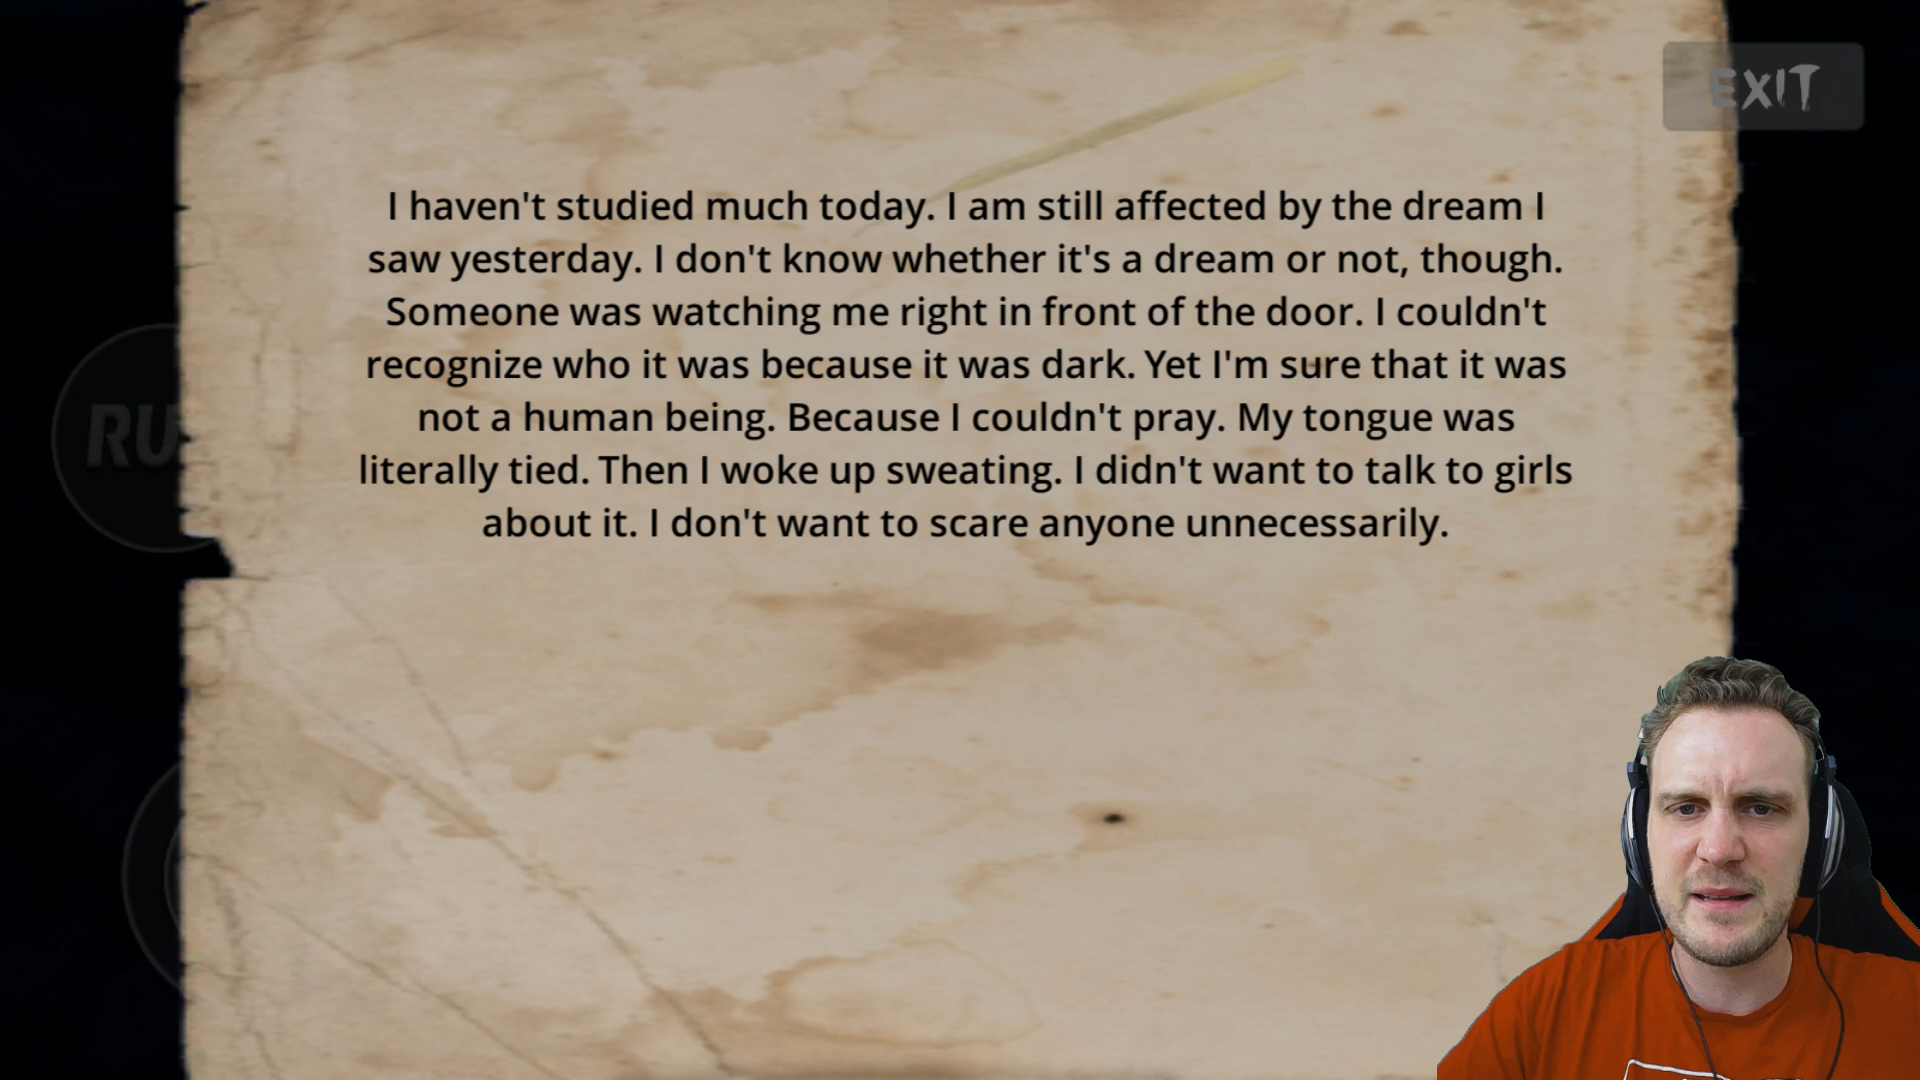 EXIT
I haven't studied much today. I am still affected by the dream I
saw yesterday. I don't know whether it's a dream or not, though.
Someone was watching me right in front of the door. I couldn't
recognize who it was because it was dark. Yet I'm sure that it was
not a human being. Because I couldn't pray. My tongue was
literally tied. Then I woke up sweating. I didn't want to talk to girls
about it. I don't want to scare anyone unnecessarily.
RU